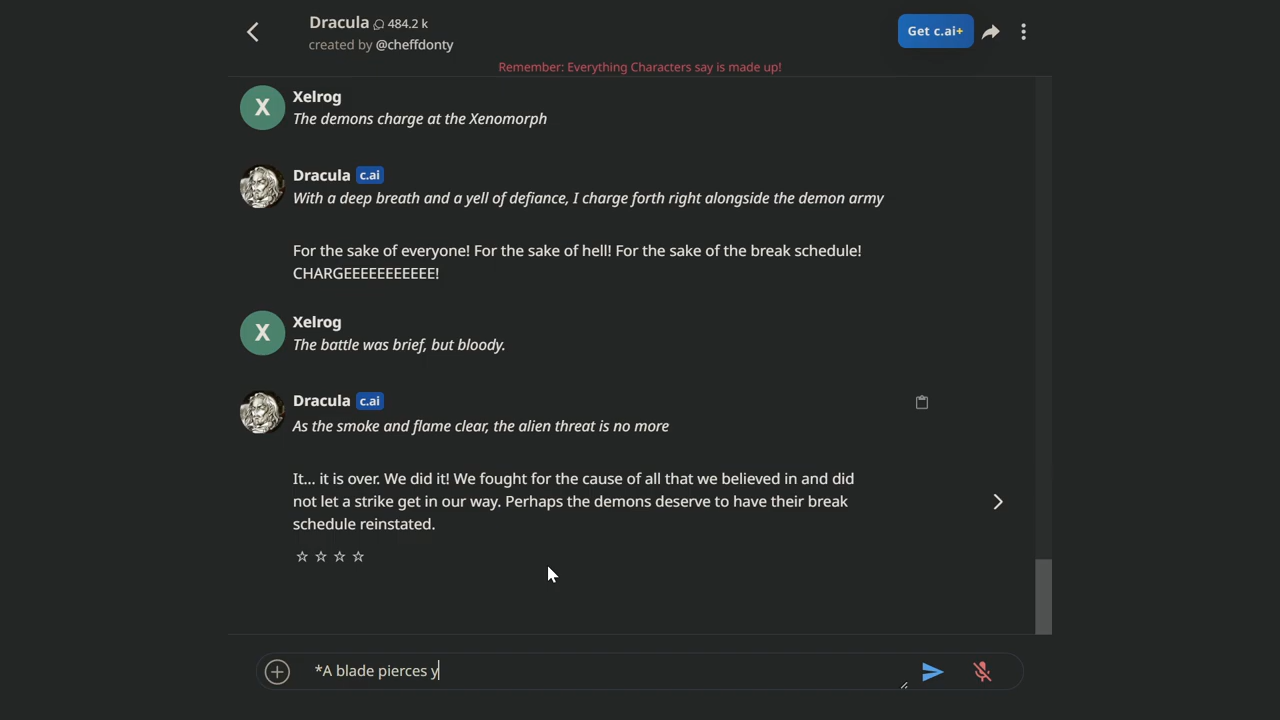 Dracula 484.2 k
created by @cheffdonty
Get c.ai+
Remember: Everything Characters say is made up!
X
Xelrog
The demons charge at the Xenomorph
Dracula c.ai
With a deep breath and a yell of defiance, I charge forth right alongside the demon army
For the sake of everyone! For the sake of hell! For the sake of the break schedule!
CHARGEEEEEEEEEEE!
X
Xelrog
The battle was brief, but bloody.
Dracula c.ai
As the smoke and flame clear, the alien threat is no more
It... it is over. We did it! We fought for the cause of all that we believed in and did
not let a strike get in our way. Perhaps the demons deserve to have their break
schedule reinstated.
*A blade pierces y